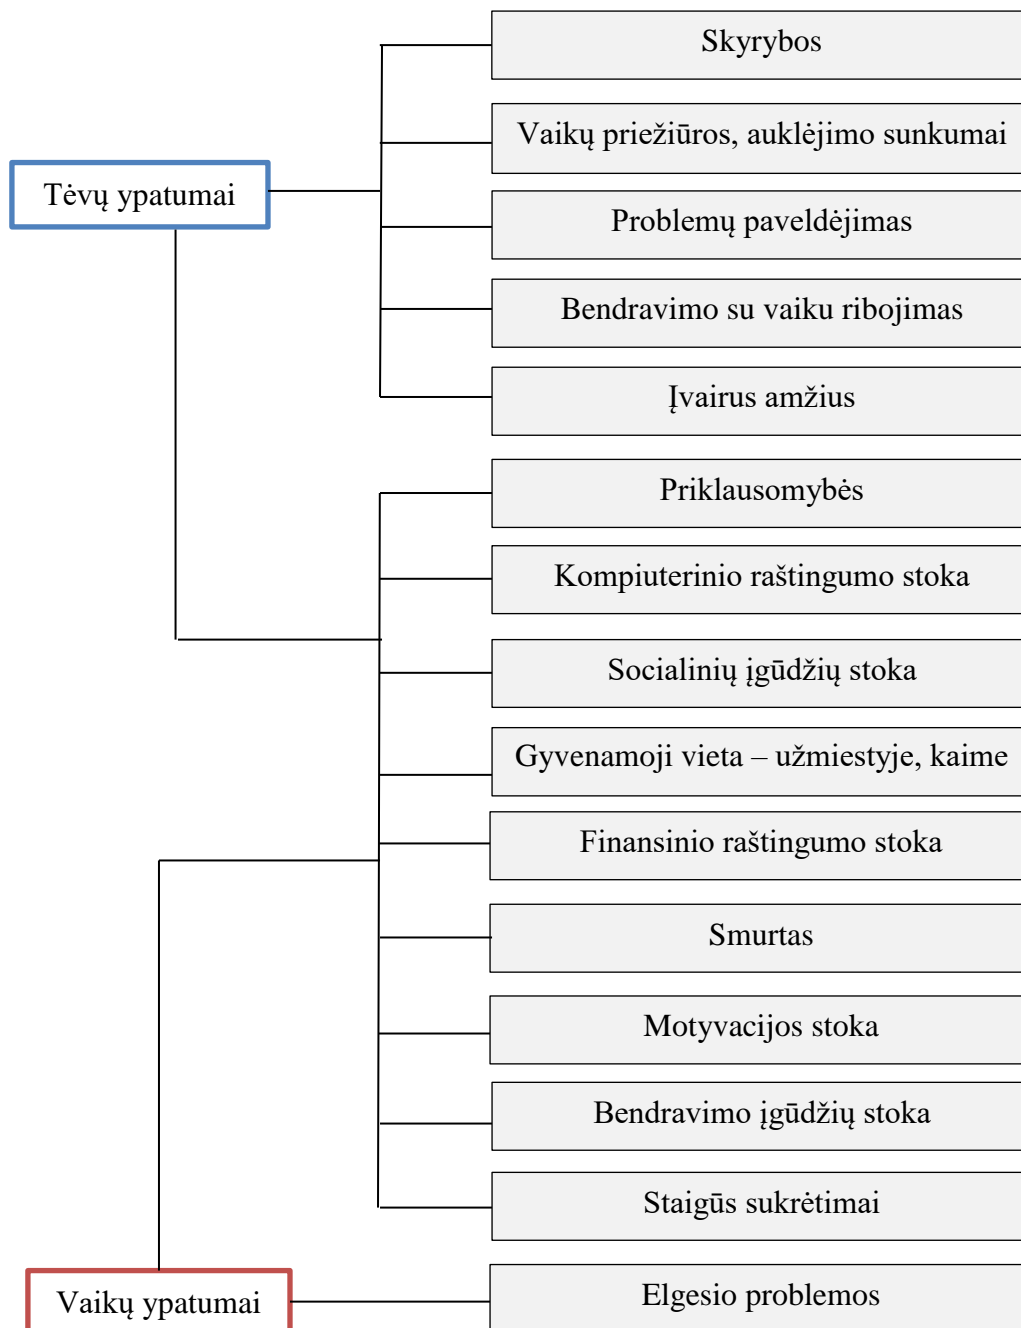 Skyrybos
Vaikų priežiūros, auklėjimo sunkumai
Tėvų ypatumai
Problemų paveldėjimas
Bendravimo su vaiku ribojimas
Įvairus amžius
Priklausomybės
Kompiuterinio raštingumo stoka
Socialinių įgūdžių stoka
Gyvenamoji vieta – užmiestyje, kaime
Finansinio raštingumo stoka
Smurtas
Motyvacijos stoka
Bendravimo įgūdžių stoka
Staigūs sukrėtimai
Vaikų ypatumai
Elgesio problemos